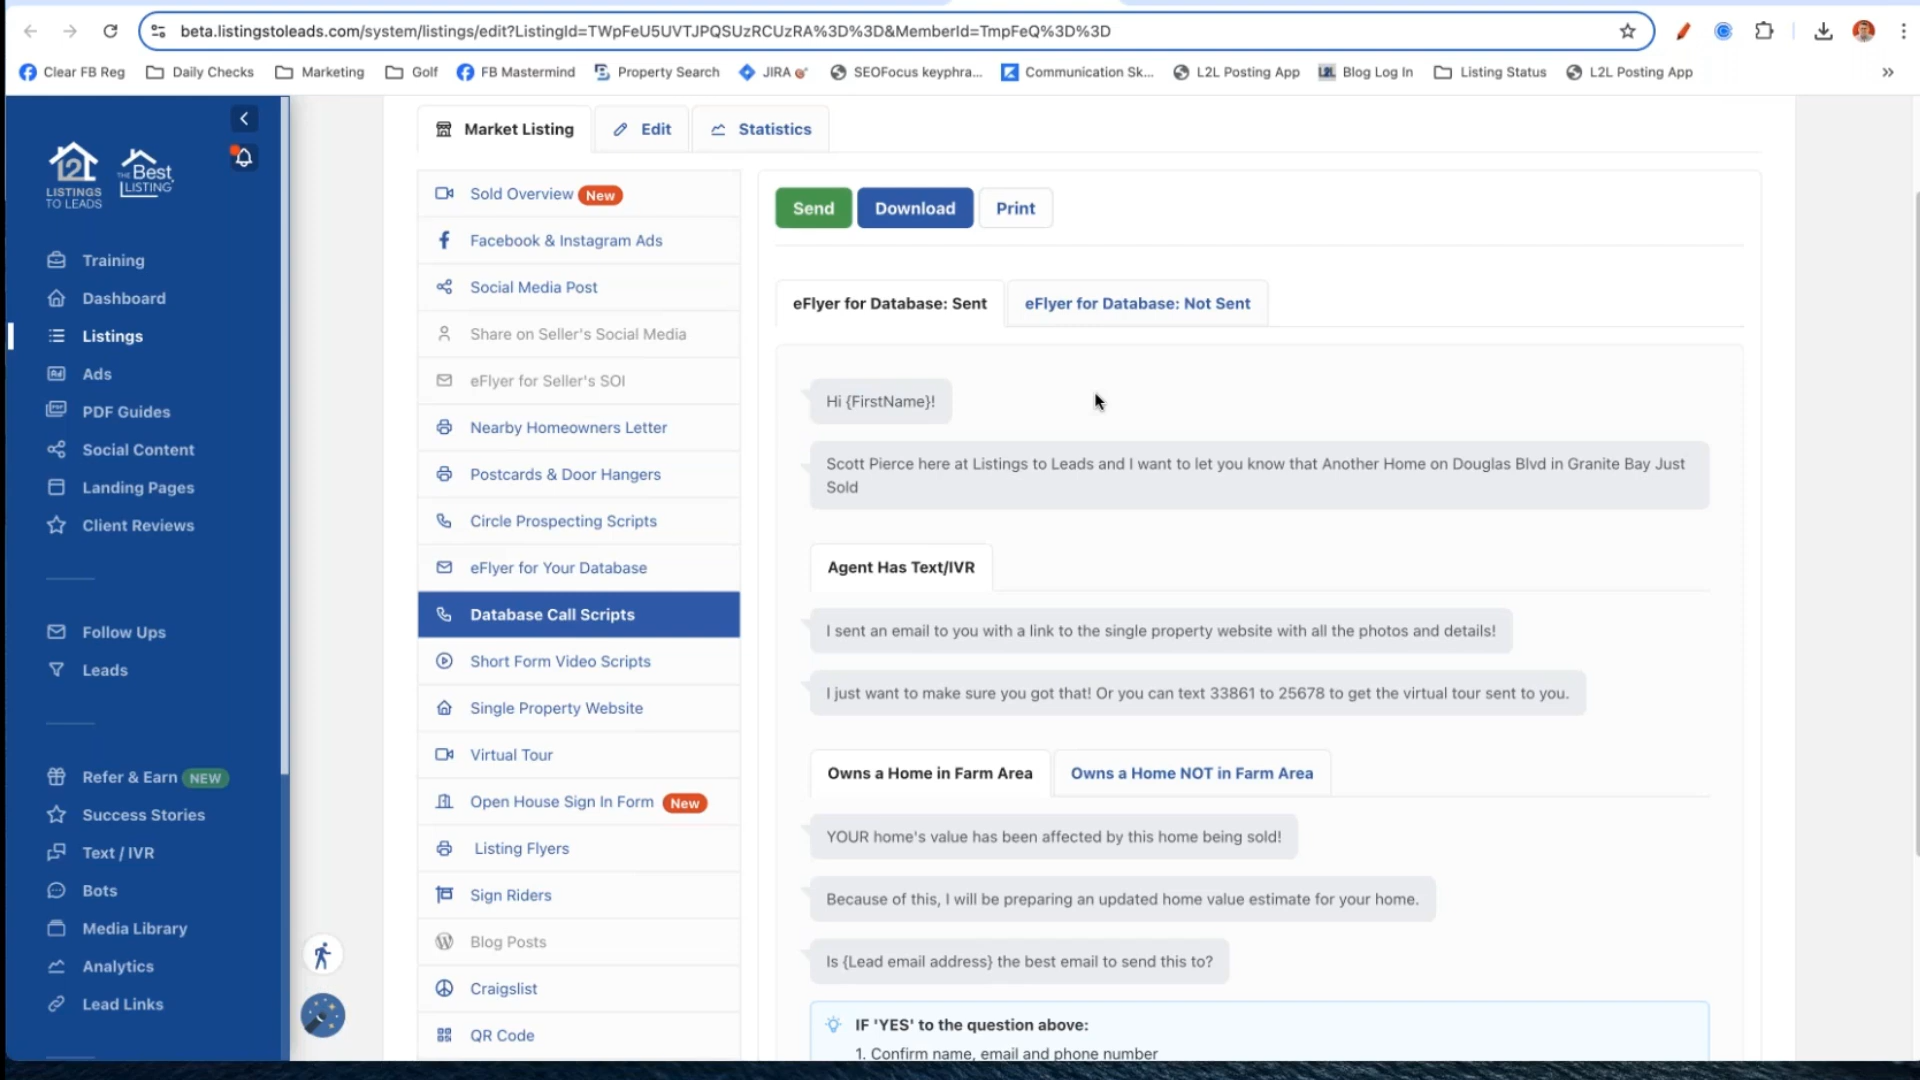 beta.listingstoleads.com/system/listings/edit?ListingId=TWpFeU5UVTJPQSUzRCUzRA%3D%3D&MemberId=TmpFeQ%3D%3D
Clear FB Reg
Daily Checks
Marketing
Golf
FB Mastermind
Property Search
JIRA
SEOFocus keyphra...
Communication Sk...
L2L Posting App
Blog Log In
Listing Status
L2L Posting App
L2L
LISTINGS
TO LEADS
THE Best
LISTING
Training
Dashboard
Listings
Ads
PDF Guides
Social Content
Landing Pages
Client Reviews
Follow Ups
Leads
Refer & Earn NEW
Success Stories
Text / IVR
Bots
Media Library
Analytics
Lead Links
Market Listing
Edit
Statistics
Sold Overview New
Facebook & Instagram Ads
Social Media Post
Share on Seller's Social Media
eFlyer for Seller's SOI
Nearby Homeowners Letter
Postcards & Door Hangers
Circle Prospecting Scripts
eFlyer for Your Database
Database Call Scripts
Short Form Video Scripts
Single Property Website
Virtual Tour
Open House Sign In Form New
Listing Flyers
Sign Riders
Blog Posts
Craigslist
QR Code
Send
Download
Print
eFlyer for Database: Sent
eFlyer for Database: Not Sent
Hi {FirstName}!
Scott Pierce here at Listings to Leads and I want to let you know that Another Home on Douglas Blvd in Granite Bay Just
Sold
Agent Has Text/IVR
I sent an email to you with a link to the single property website with all the photos and details!
I just want to make sure you got that! Or you can text 33861 to 25678 to get the virtual tour sent to you.
Owns a Home in Farm Area
Owns a Home NOT in Farm Area
YOUR home's value has been affected by this home being sold!
Because of this, I will be preparing an updated home value estimate for your home.
Is {Lead email address} the best email to send this to?
IF 'YES' to the question above:
1. Confirm name, email and phone number